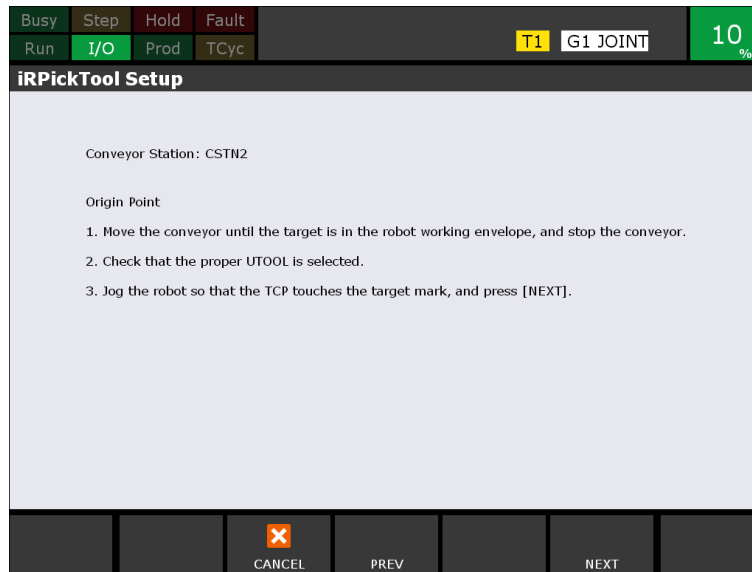 Busy Step Hold Fault
Run I/O Prod TCyc T1 G1 JOINT 10 %
iRPickTool Setup
Conveyor Station: CSTN2
Origin Point
1. Move the conveyor until the target is in the robot working envelope, and stop the conveyor.
2. Check that the proper UTOOL is selected.
3. Jog the robot so that the TCP touches the target mark, and press [NEXT].
CANCEL PREV NEXT